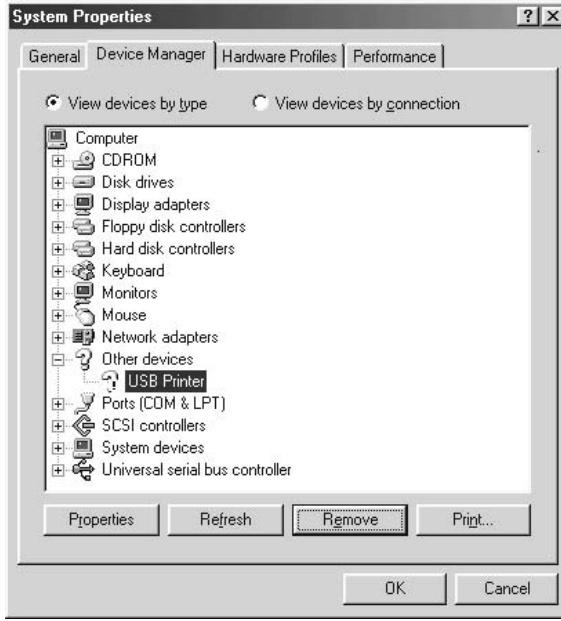 System Properties
General Device Manager Hardware Profiles Performance
View devices by type View devices by connection
Computer
CDROM
Disk drives
Display adapters
Floppy disk controllers
Hard disk controllers
Keyboard
Monitors
Mouse
Network adapters
Other devices
USB Printer
Ports (COM & LPT)
SCSI controllers
System devices
Universal serial bus controller
Properties Refresh Remove Print...
OK Cancel